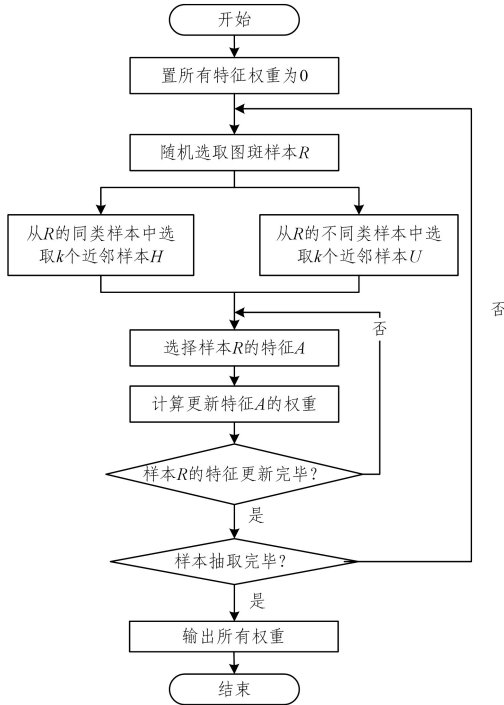 开始
置所有特征权重为0
随机选取图斑样本R
从R的同类样本中选
取k个近邻样本H
从R的不同类样本中选
取k个近邻样本U
否
否
选择样本R的特征A
计算更新特征A的权重
样本R的特征更新完毕?
是
样本抽取完毕?
是
输出所有权重
结束